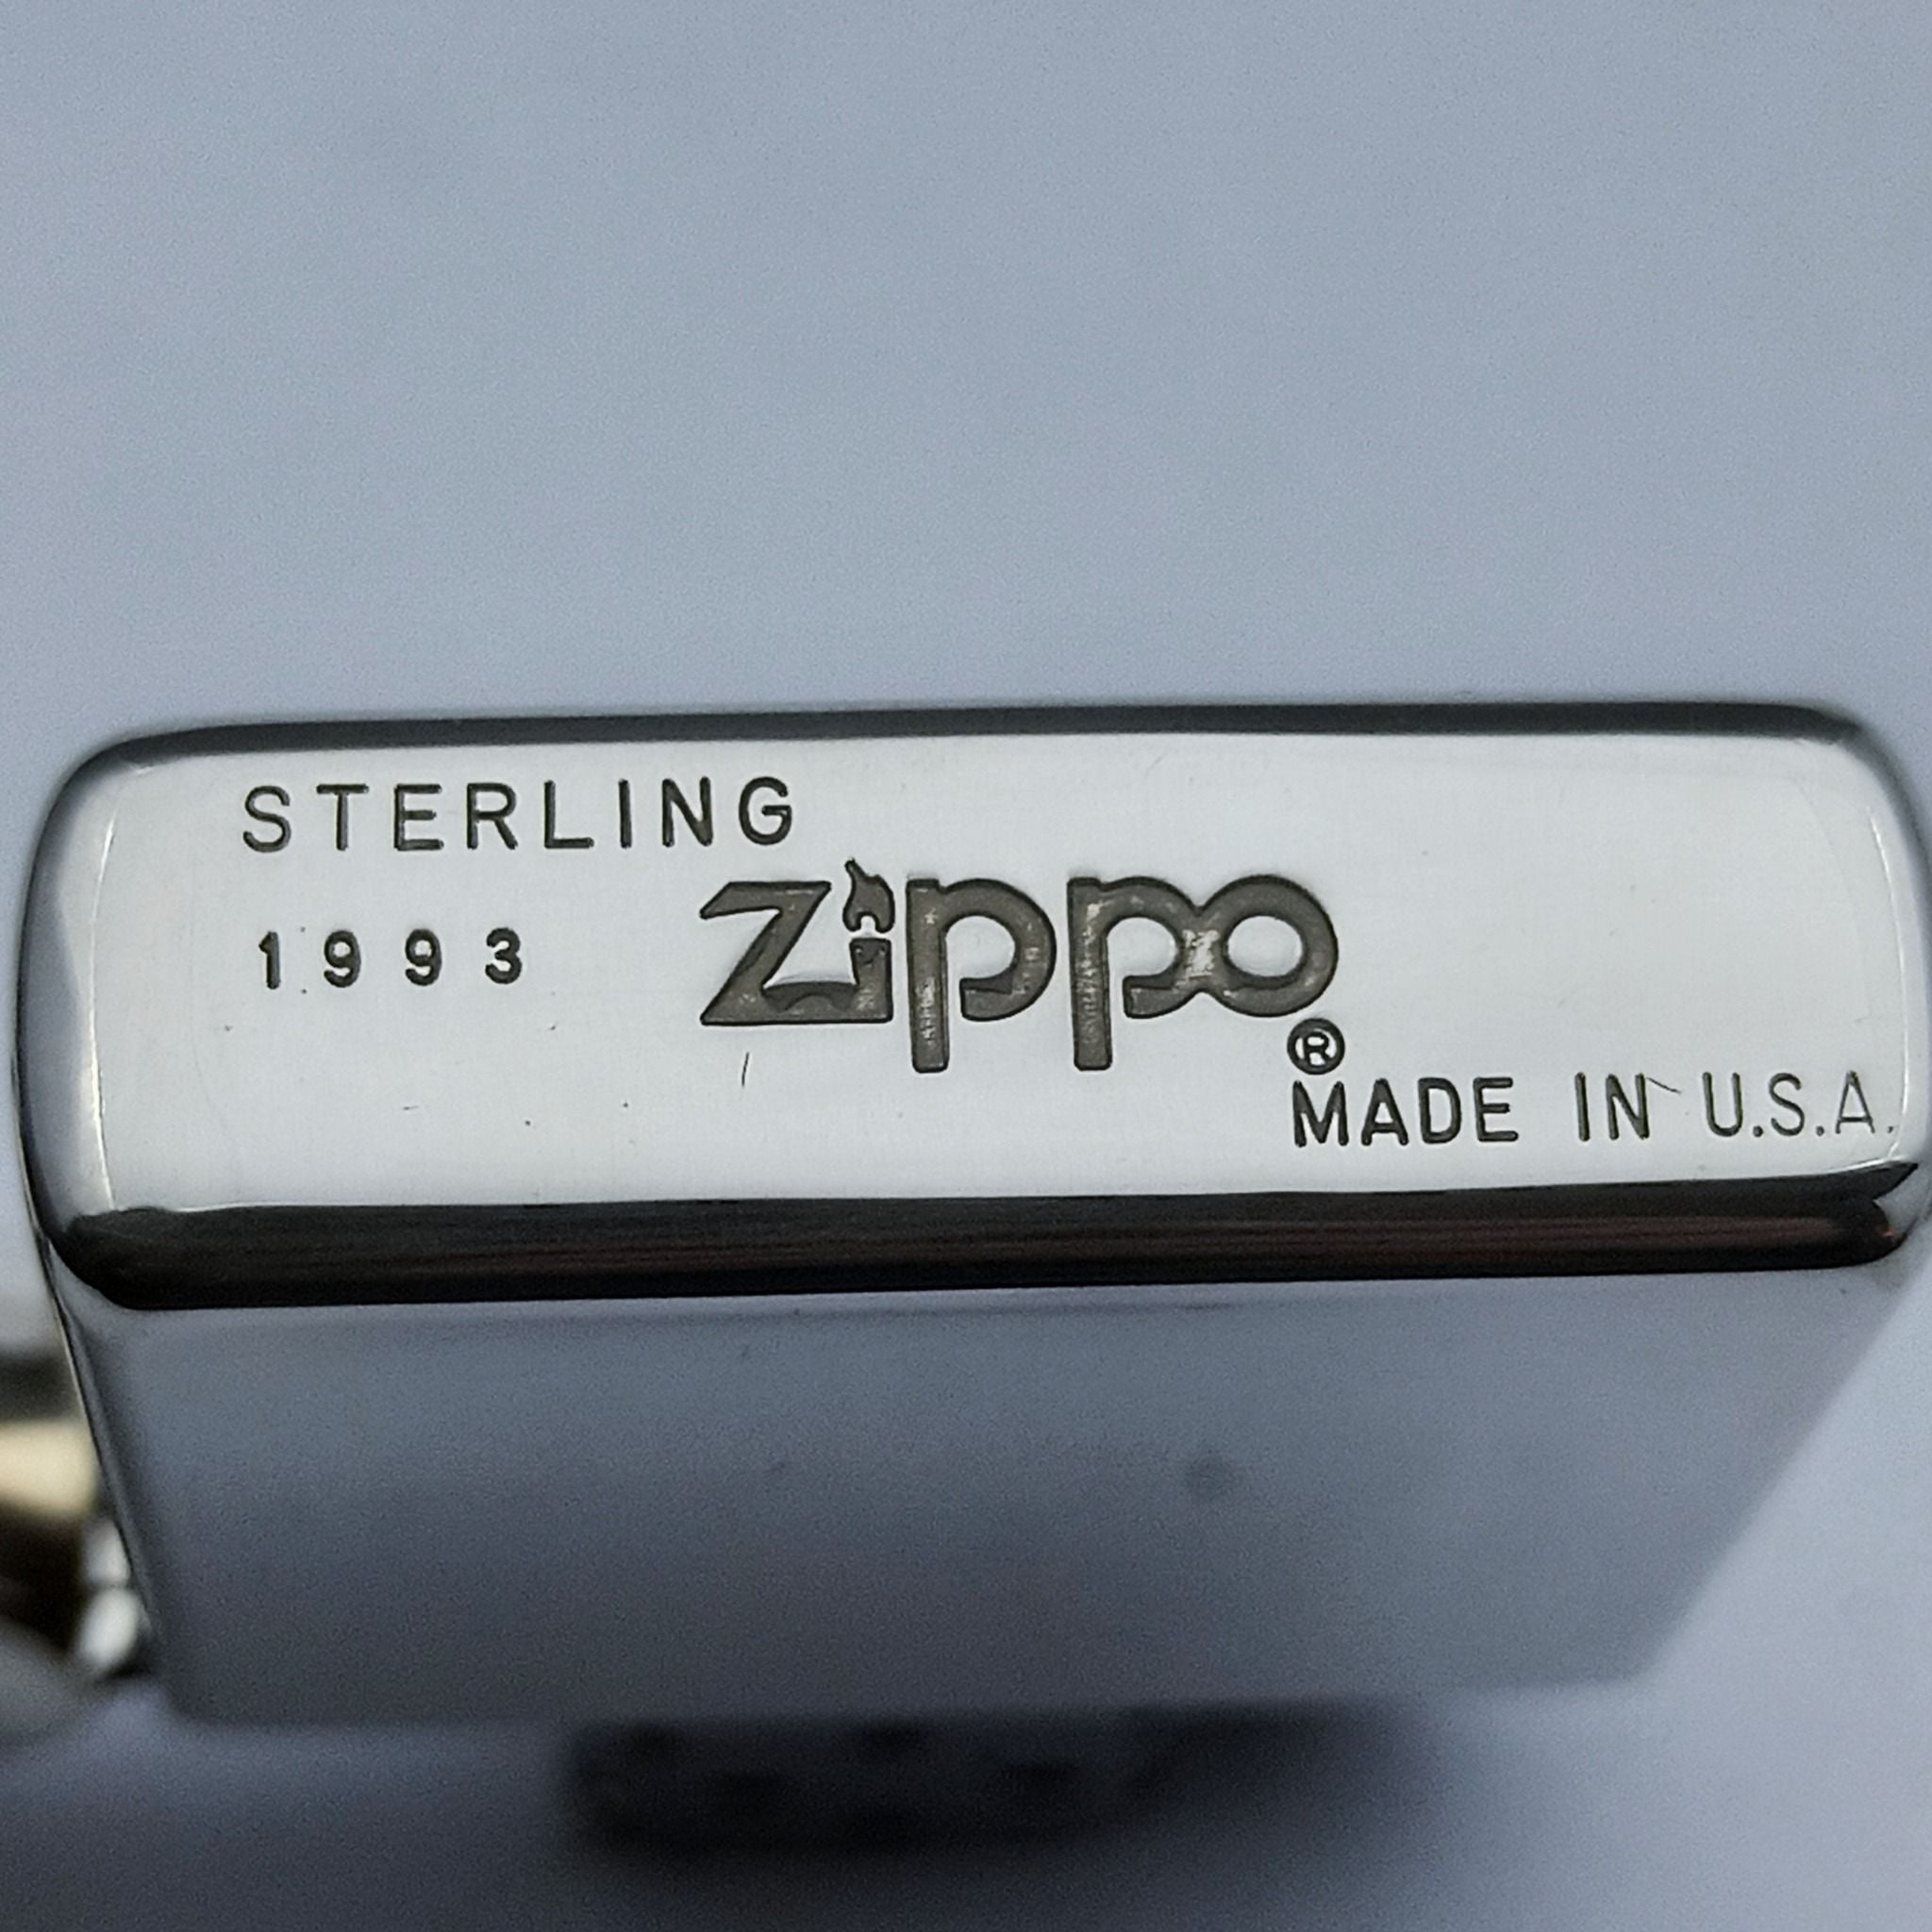 STERLING
1993
Zippo
®
MADE IN U.S.A.